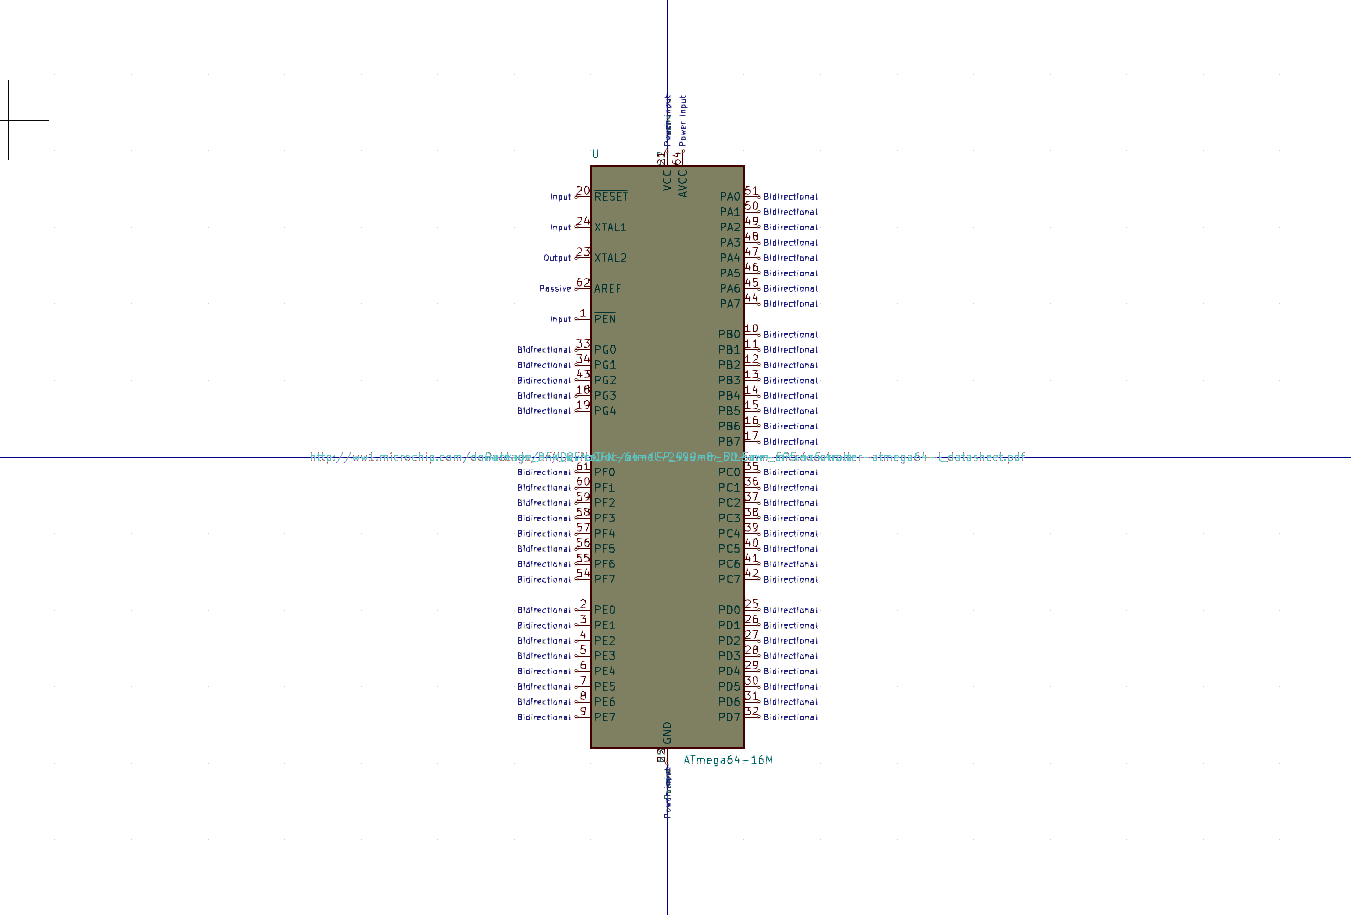 Power input
U
64
VCC
AVCC
Input 20 RESET PA0 51 Bidirectional
PA1 50 Bidirectional
Input 24 XTAL1 PA2 49 Bidirectional
PA3 48 Bidirectional
Output 23 XTAL2 PA4 47 Bidirectional
PA5 46 Bidirectional
Passive 62 AREF PA6 45 Bidirectional
PA7 44 Bidirectional
Input 1 PEN
PB0 10 Bidirectional
Bidirectional 33 PG0 PB1 11 Bidirectional
Bidirectional 34 PG1 PB2 12 Bidirectional
Bidirectional 43 PG2 PB3 13 Bidirectional
Bidirectional 18 PG3 PB4 14 Bidirectional
Bidirectional 19 PG4 PB5 15 Bidirectional
PB6 16 Bidirectional
PB7 17 Bidirectional
Bidirectional 61 PF0 PC0 35 Bidirectional
Bidirectional 60 PF1 PC1 36 Bidirectional
Bidirectional 59 PF2 PC2 37 Bidirectional
Bidirectional 58 PF3 PC3 38 Bidirectional
Bidirectional 57 PF4 PC4 39 Bidirectional
Bidirectional 56 PF5 PC5 40 Bidirectional
Bidirectional 55 PF6 PC6 41 Bidirectional
Bidirectional 54 PF7 PC7 42 Bidirectional
Bidirectional 2 PE0 PD0 25 Bidirectional
Bidirectional 3 PE1 PD1 26 Bidirectional
Bidirectional 4 PE2 PD2 27 Bidirectional
Bidirectional 5 PE3 PD3 28 Bidirectional
Bidirectional 6 PE4 PD4 29 Bidirectional
Bidirectional 7 PE5 PD5 30 Bidirectional
Bidirectional 8 PE6 PD6 31 Bidirectional
Bidirectional 9 PE7 PD7 32 Bidirectional
GND
ATmega64-16M